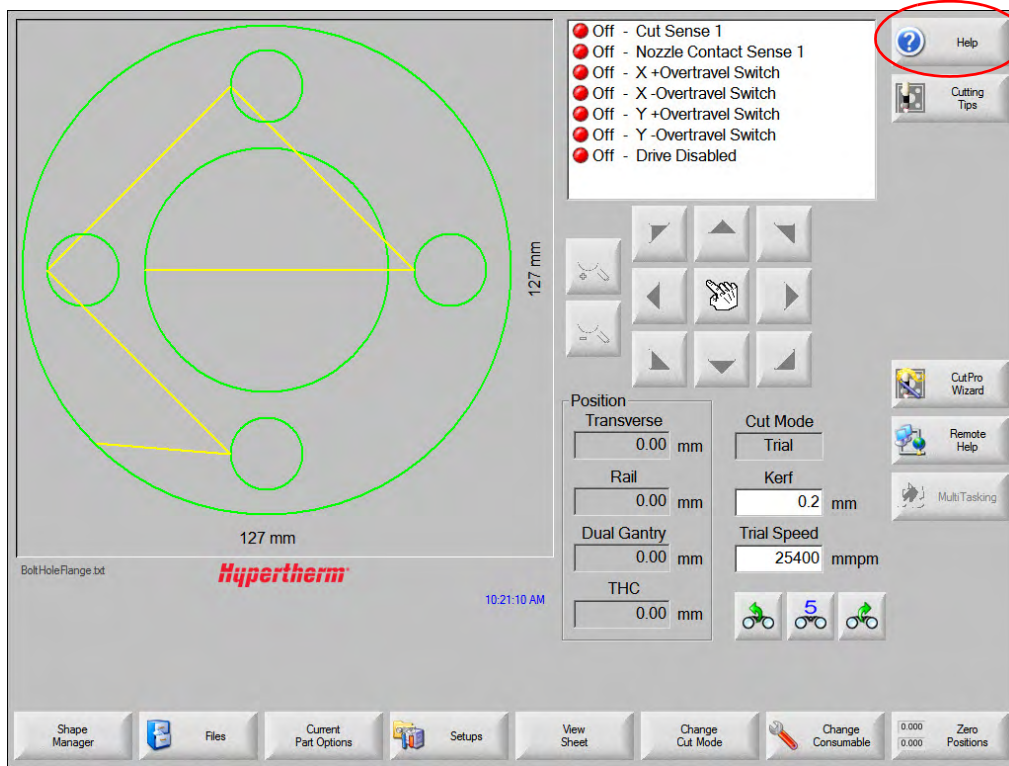 Off - Cut Sense 1
Off - Nozzle Contact Sense 1
Off - X +Overtravel Switch
Off - X -Overtravel Switch
Off - Y +Overtravel Switch
Off - Y -Overtravel Switch
Off - Drive Disabled
Help
Cutting
Tips
127 mm
127 mm
BoltHoleFlange.txt
Hypertherm
10:21:10 AM
Position
Transverse
0.00 mm
Rail
0.00 mm
Dual Gantry
0.00 mm
THC
0.00 mm
Cut Mode
Trial
Kerf
0.2 mm
Trial Speed
25400 mmpm
5
CutPro
Wizard
Remote
Help
MultiTasking
Shape
Manager
Files
Current
Part Options
Setups
View
Sheet
Change
Cut Mode
Change
Consumable
0.000
0.000
Zero
Positions